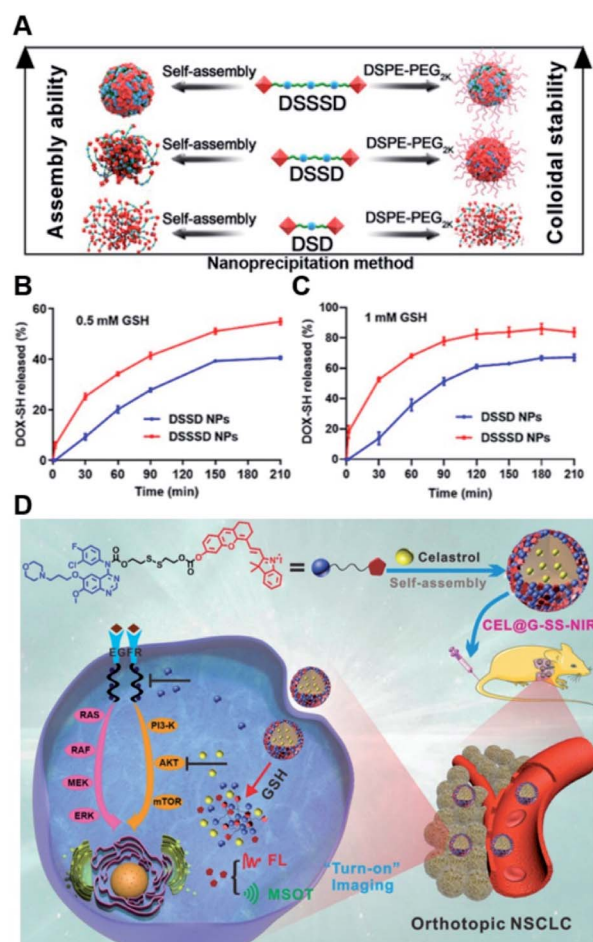 A
Assembly ability
Self-assembly
DSSSD
DSPE-PEG2K
Self-assembly
DSSD
DSPE-PEG2K
Self-assembly
DSD
DSPE-PEG2K
Colloidal stability
Nanoprecipitation method
B
DOX-SH released (%)
60
40
20
0
0.5 mM GSH
DSSD NPs
DSSSD NPs
0 30 60 90 120 150 180 210
Time (min)
C
DOX-SH released (%)
100
80
60
40
20
0
1 mM GSH
DSSD NPs
DSSSD NPs
0 30 60 90 120 150 180 210
Time (min)
D
F
Cl
N
O
O
S
S
O
O
O
O
N
O
N
O
N
N
O
N
=
Celastrol
Self-assembly
CEL@G-SS-NIR
EGFR
RAS
RAF
MEK
ERK
PI3-K
AKT
mTOR
GSH
FL
MSOT
"Turn-on"
Imaging
Orthotopic NSCLC